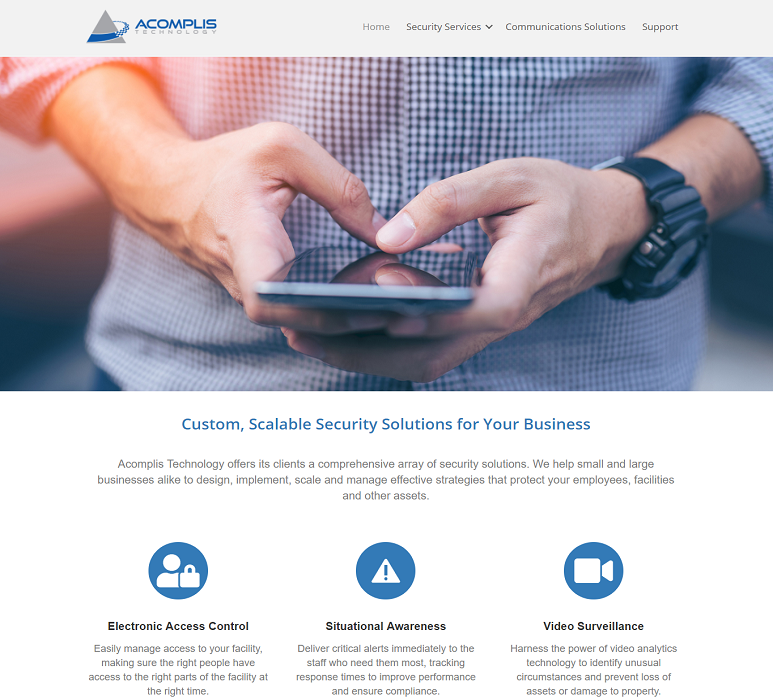 ACOMPLIS
TECHNOLOGY
Home Security Services Communications Solutions Support
Custom, Scalable Security Solutions for Your Business
Acomplis Technology offers its clients a comprehensive array of security solutions. We help small and large
businesses alike to design, implement, scale and manage effective strategies that protect your employees, facilities
and other assets.
Electronic Access Control
Easily manage access to your facility,
making sure the right people have
access to the right parts of the facility at
the right time.
Situational Awareness
Deliver critical alerts immediately to the
staff who need them most, tracking
response times to improve performance
and ensure compliance.
Video Surveillance
Harness the power of video analytics
technology to identify unusual
circumstances and prevent loss of
assets or damage to property.